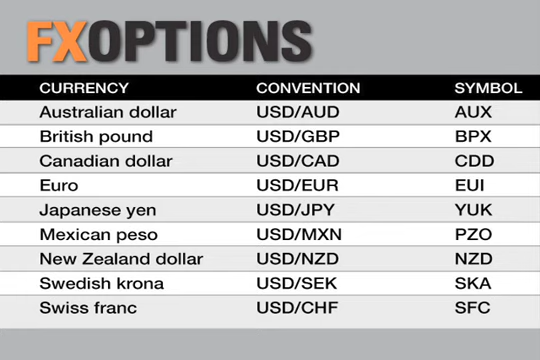 FXOPTIONS
CURRENCY CONVENTION SYMBOL
Australian dollar USD/AUD AUX
British pound USD/GBP BPX
Canadian dollar USD/CAD CDD
Euro USD/EUR EUI
Japanese yen USD/JPY YUK
Mexican peso USD/MXN PZO
New Zealand dollar USD/NZD NZD
Swedish krona USD/SEK SKA
Swiss franc USD/CHF SFC